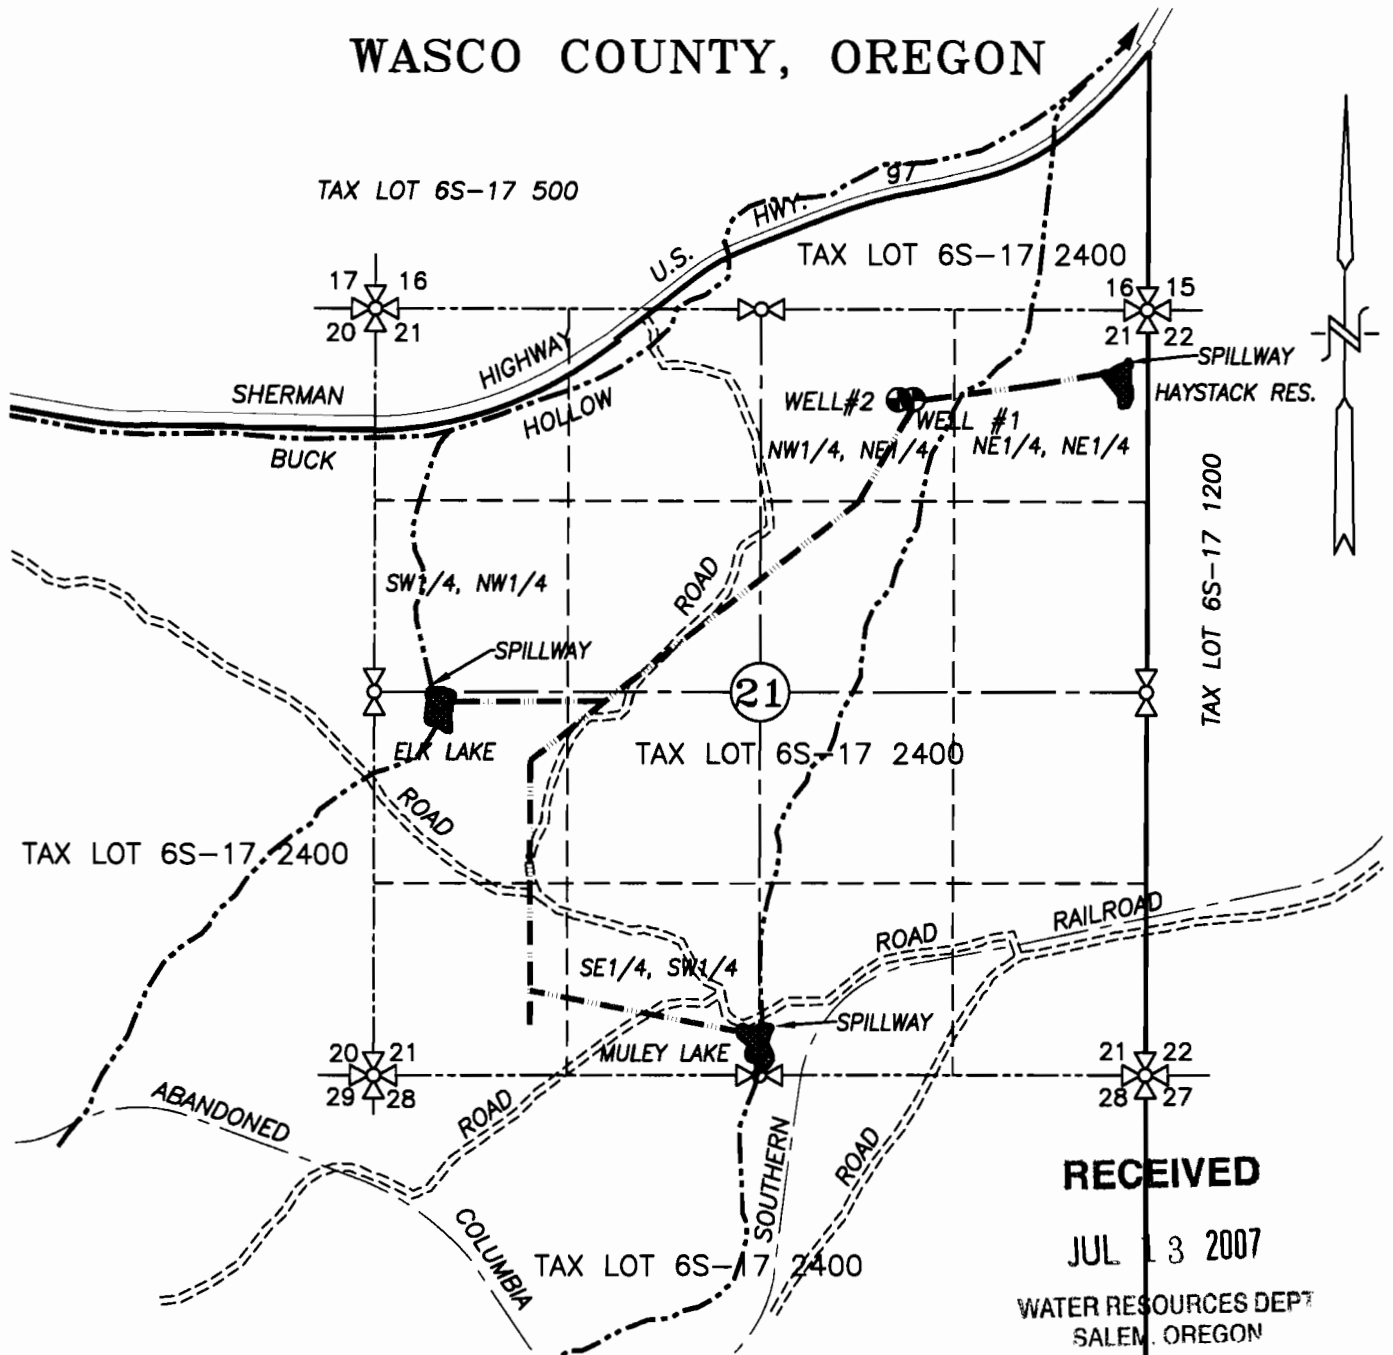 WASCO COUNTY, OREGON
TAX LOT 6S-17 500
U.S. HWY. 97
TAX LOT 6S-17 2400
17 16
20 21
16 15
21 22
SHERMAN HIGHWAY
BUCK HOLLOW
SPILLWAY
HAYSTACK RES.
WELL#2
WELL #1
NW1/4, NE1/4
NE1/4, NE1/4
TAX LOT 6S-17 1200
SW1/4, NW1/4
ROAD
SPILLWAY
21
ELK LAKE
TAX LOT 6S-17 2400
ROAD
TAX LOT 6S-17 2400
RAILROAD
ROAD
SE1/4, SW1/4
SPILLWAY
MULEY LAKE
20 21
29 28
21 22
28 27
ABANDONED
ROAD
SOUTHERN
ROAD
COLUMBIA
TAX LOT 6S-17 2400
RECEIVED
JUL 13 2007
WATER RESOURCES DEPT
SALEM, OREGON
N